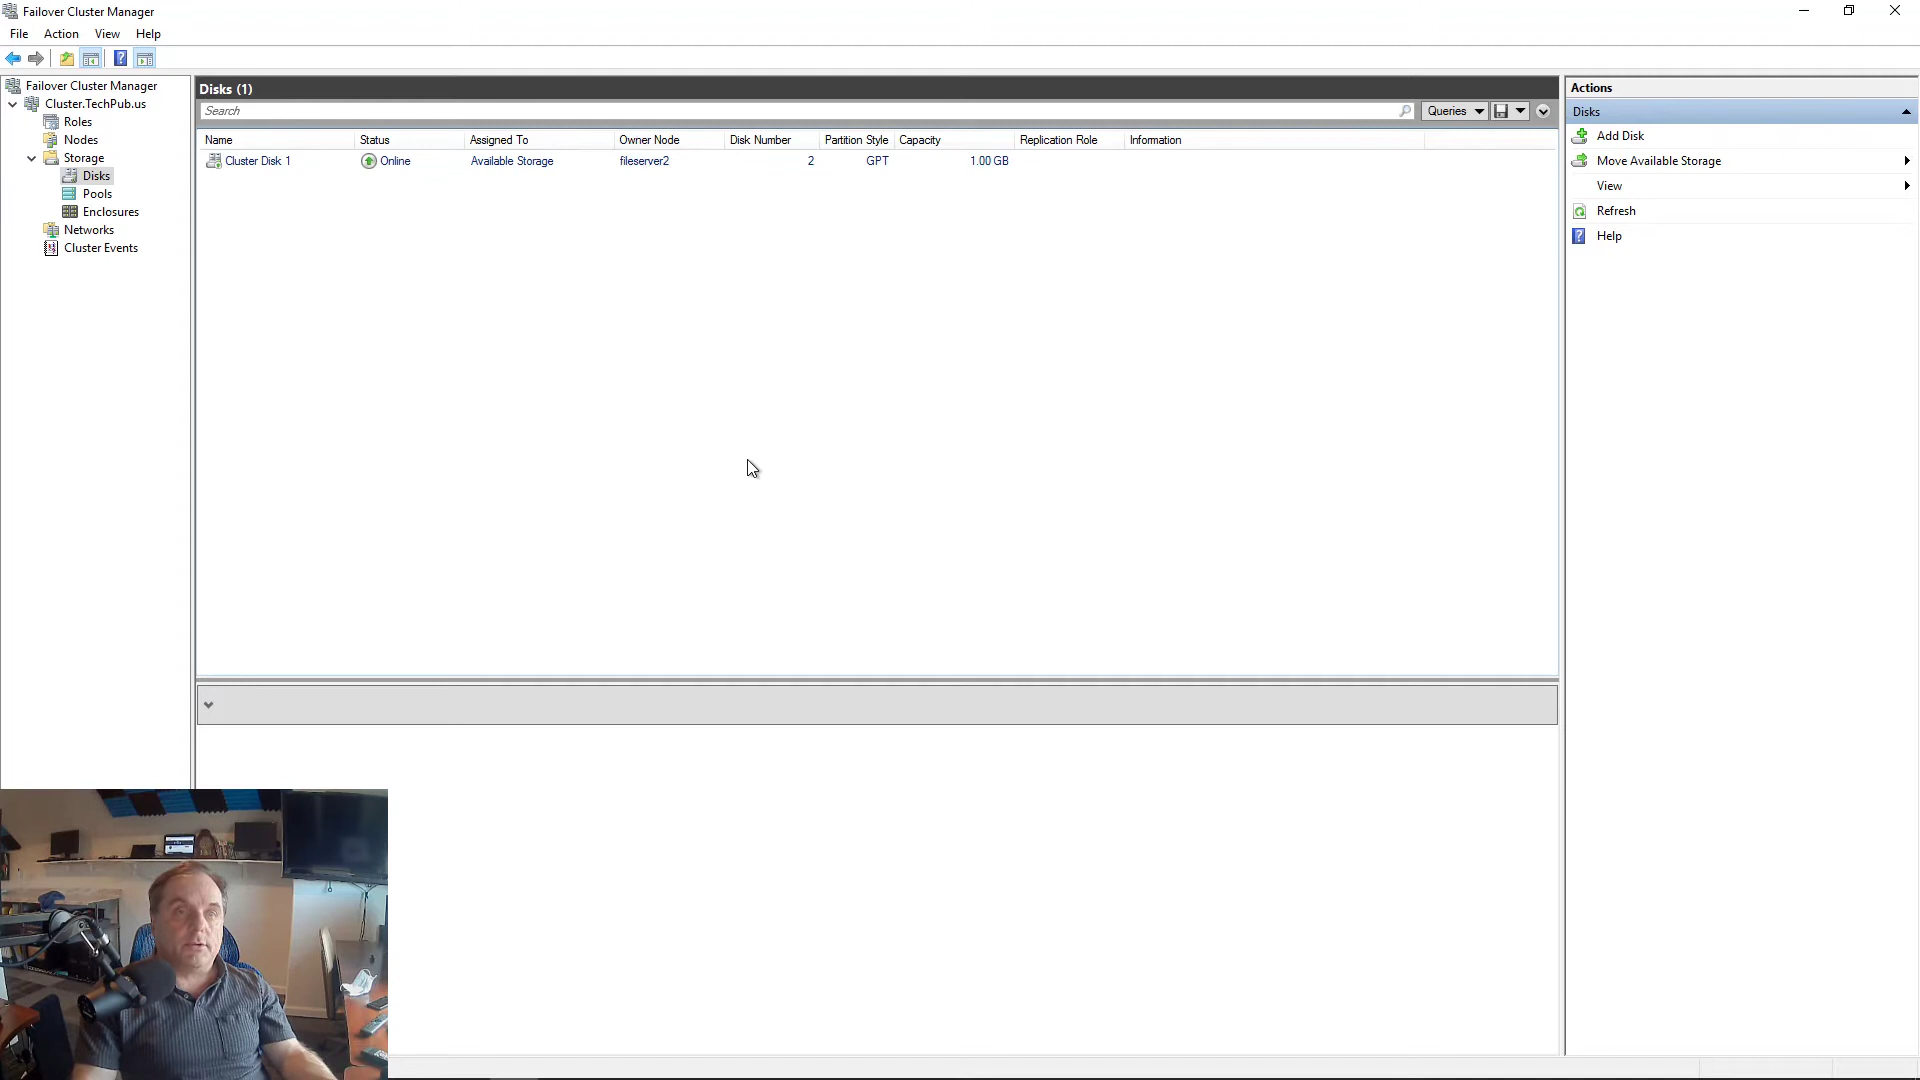 Failover Cluster Manager
File Action View Help
Failover Cluster Manager
Cluster.TechPub.us
Roles
Nodes
Storage
Disks
Pools
Enclosures
Networks
Cluster Events
Disks (1)
Search
Queries
Name Status Assigned To Owner Node Disk Number Partition Style Capacity Replication Role Information
Cluster Disk 1 Online Available Storage fileserver2 2 GPT 1.00 GB
Actions
Disks
Add Disk
Move Available Storage
View
Refresh
Help